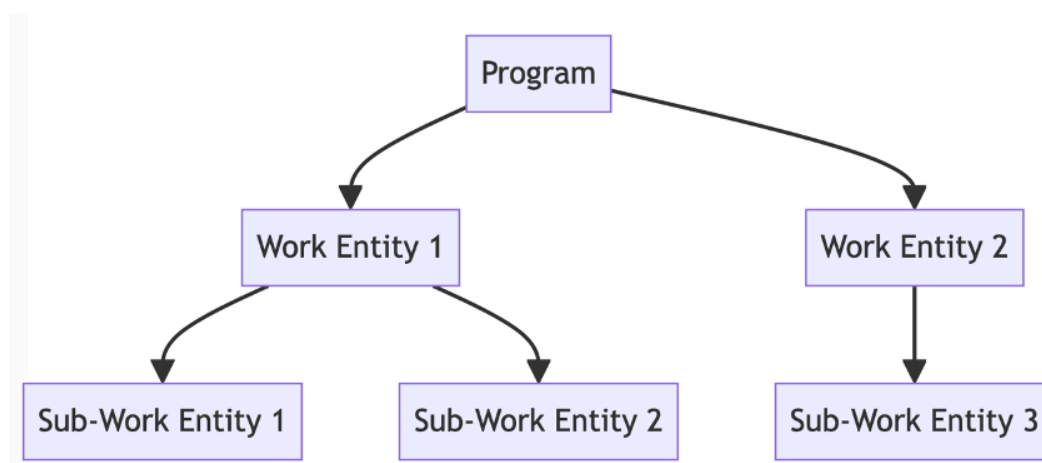 Program
Work Entity 1
Work Entity 2
Sub-Work Entity 1
Sub-Work Entity 2
Sub-Work Entity 3